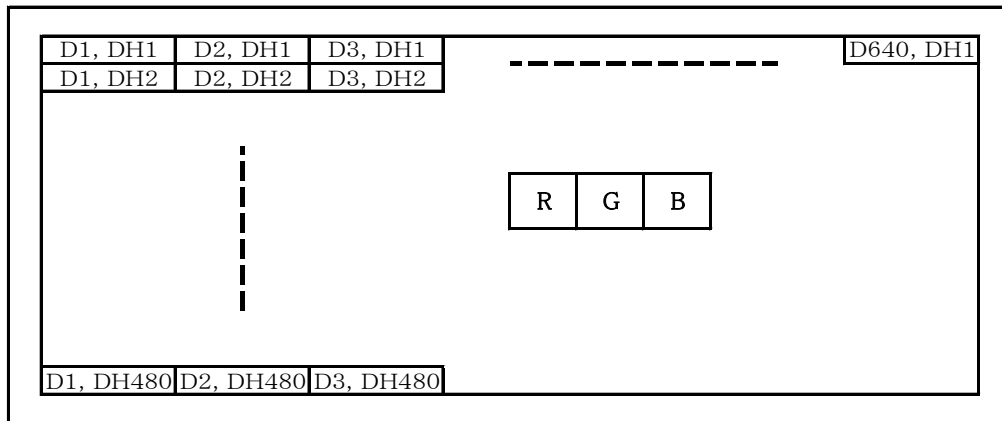 D1, DH1 D2, DH1 D3, DH1 D640, DH1
D1, DH2 D2, DH2 D3, DH2
R G B
D1, DH480 D2, DH480 D3, DH480